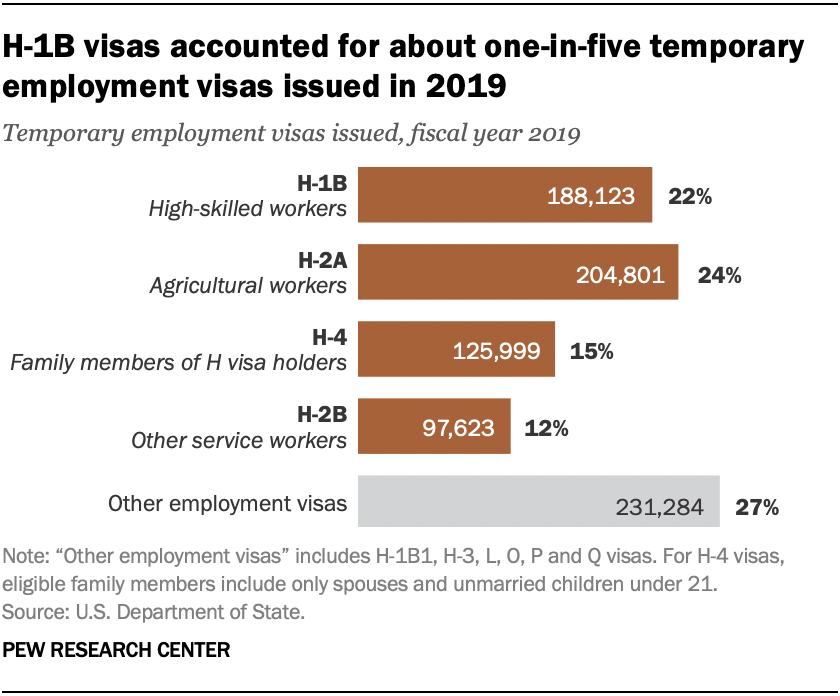 H-1B visas accounted for about one-in-five temporary
employment visas issued in 2019
Temporary employment visas issued, fiscal year 2019
H-1B
High-skilled workers
188,123 22%
H-2A
Agricultural workers
204,801 24%
H-4
Family members of H visa holders
125,999 15%
H-2B
Other service workers
97,623 12%
Other employment visas 231,284 27%
Note: “Other employment visas” includes H-1B1, H-3, L, O, P and Q visas. For H-4 visas,
eligible family members include only spouses and unmarried children under 21.
Source: U.S. Department of State.
PEW RESEARCH CENTER